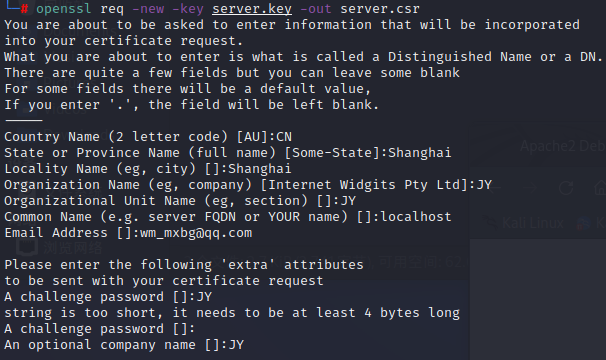 # openssl req -new -key server.key -out server.csr
You are about to be asked to enter information that will be incorporated
into your certificate request.
What you are about to enter is what is called a Distinguished Name or a DN.
There are quite a few fields but you can leave some blank
For some fields there will be a default value,
If you enter '.', the field will be left blank.
-----
Country Name (2 letter code) [AU]:CN
State or Province Name (full name) [Some-State]:Shanghai
Locality Name (eg, city) []:Shanghai
Organization Name (eg, company) [Internet Widgits Pty Ltd]:JY
Organizational Unit Name (eg, section) []:JY
Common Name (e.g. server FQDN or YOUR name) []:localhost
Email Address []:wm_mxbg@qq.com
Please enter the following 'extra' attributes
to be sent with your certificate request
A challenge password []:JY
string is too short, it needs to be at least 4 bytes long
A challenge password []:
An optional company name []:JY
Apache2 Deb
Kali Linux